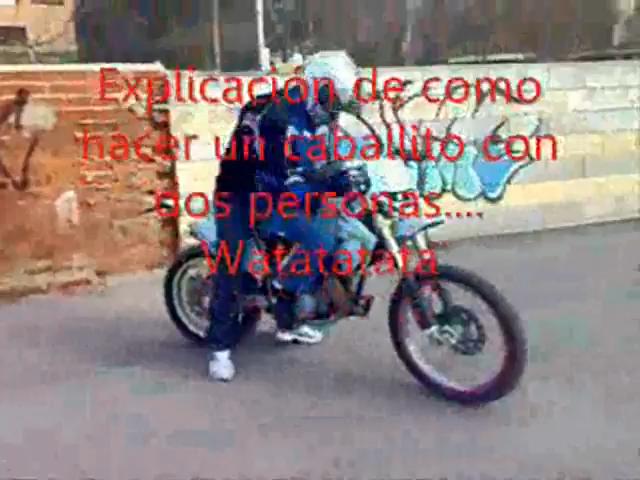 Explicación de como
hacer un caballito con
dos personas....
Watatatata